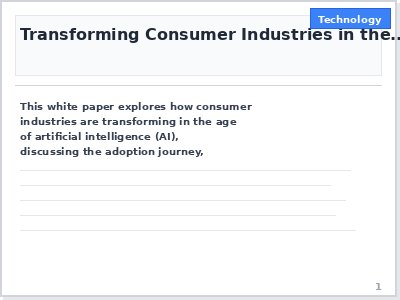 Technology
Transforming Consumer Industries in the...
This white paper explores how consumer
industries are transforming in the age
of artificial intelligence (AI),
discussing the adoption journey,
1